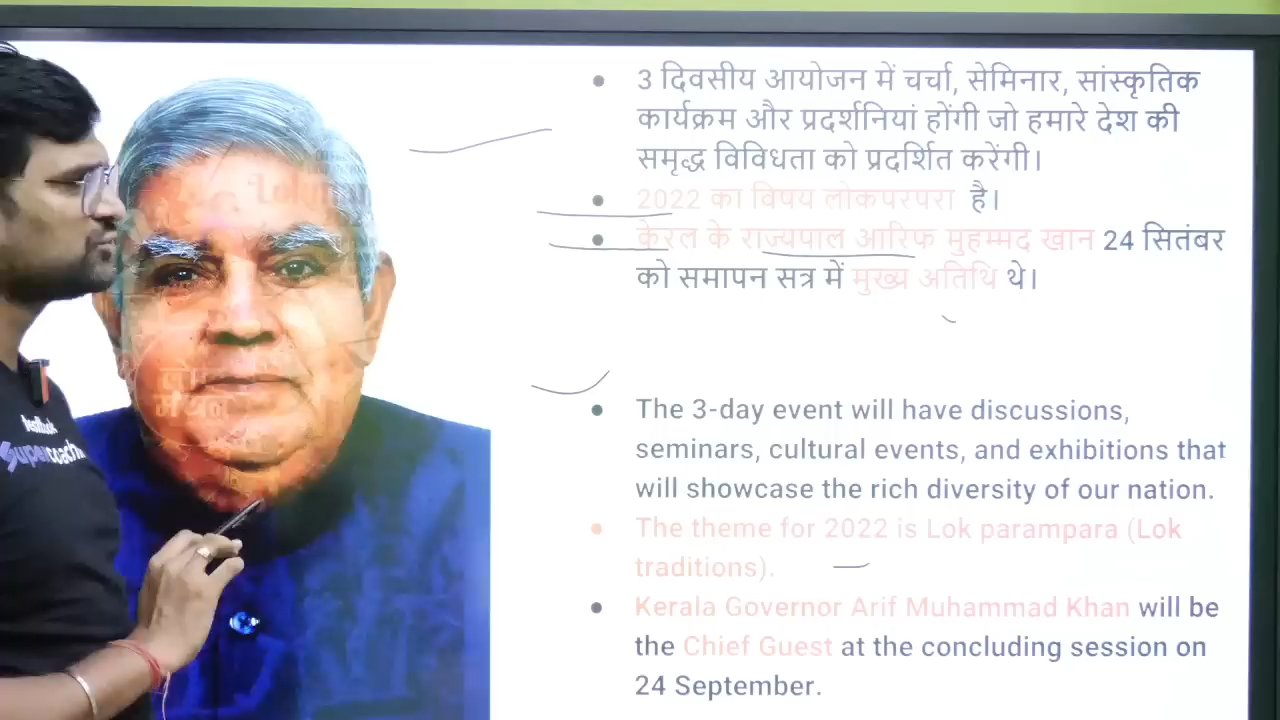 3 दिवसीय आयोजन में चर्चा, सेमिनार, सांस्कृतिक
कार्यक्रम और प्रदर्शनियां होंगी जो हमारे देश की
समृद्ध विविधता को प्रदर्शित करेंगी।
2022 का विषय लोकपरंपरा है।
केरल के राज्यपाल आरिफ मुहम्मद खान 24 सितंबर
को समापन सत्र में मुख्य अतिथि थे।
The 3-day event will have discussions,
seminars, cultural events, and exhibitions that
will showcase the rich diversity of our nation.
The theme for 2022 is Lok parampara (Lok
traditions).
Kerala Governor Arif Muhammad Khan will be
the Chief Guest at the concluding session on
24 September.